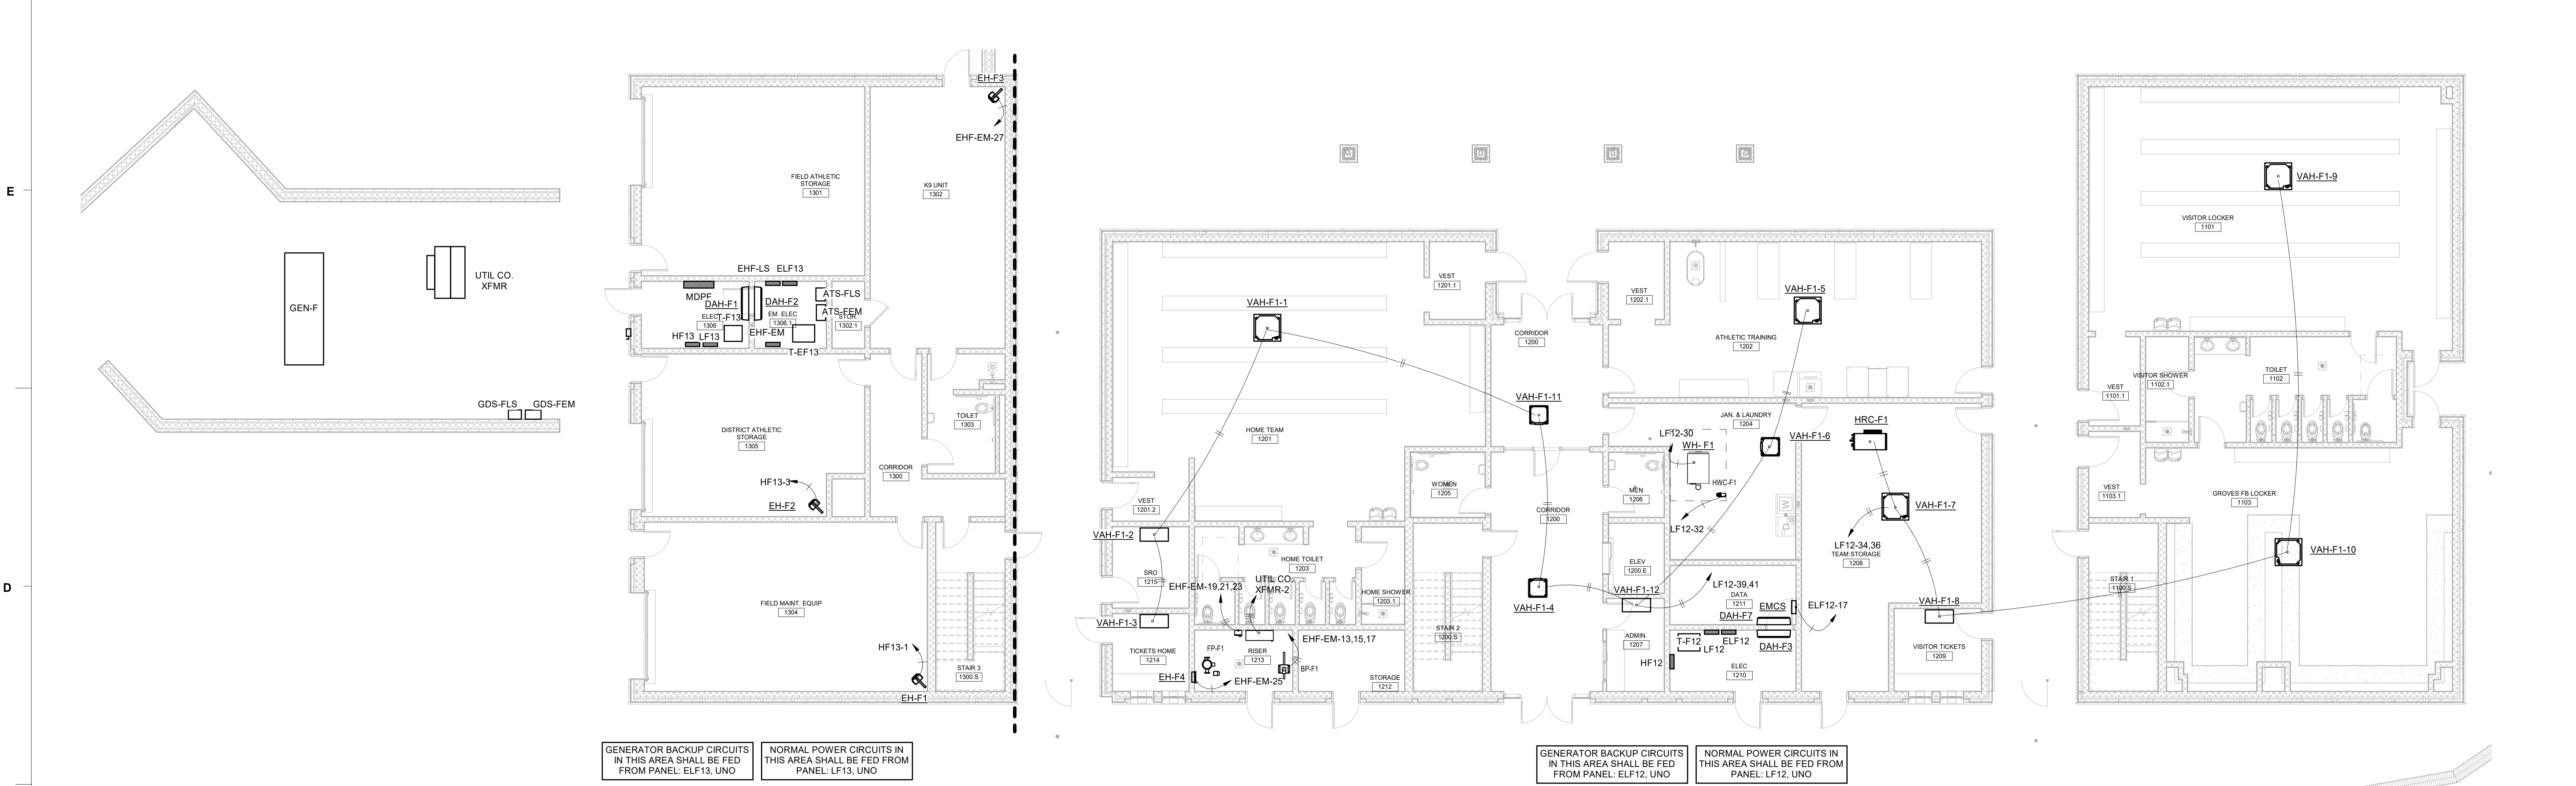 E
D
GEN-F
UTIL CO.
XFMR
GDS-FLS
GDS-FEM
FIELD ATHLETIC
STORAGE
1301
K9 UNIT
1302
EH-F3
EHF-EM-27
EHF-LS
ELF13
MDPF
DAH-F1
DAH-F2
ATS-FLS
ATS-FEM
ELEC
1306
T-F13
EM. ELEC
1306.1
STOR.
1302.1
HF13
LF13
EHF-EM
T-EF13
TOILET
1303
DISTRICT ATHLETIC
STORAGE
1305
CORRIDOR
1300
HF13-3
EH-F2
FIELD MAINT. EQUIP
1304
HF13-1
EH-F1
STAIR 3
1300.S
GENERATOR BACKUP CIRCUITS
IN THIS AREA SHALL BE FED
FROM PANEL: ELF13, UNO
NORMAL POWER CIRCUITS IN
THIS AREA SHALL BE FED FROM
PANEL: LF13, UNO
VAH-F1-1
VEST
1201.1
HOME TEAM
1201
CORRIDOR
1200
VAH-F1-11
VEST
1202.1
VAH-F1-5
ATHLETIC TRAINING
1202
JAN. & LAUNDRY
1204
LF12-30
WH- F1
VAH-F1-6
HRC-F1
HWC-F1
LF12-32
W
WOMEN
1205
MEN
1206
CORRIDOR
1200
VEST
1201.2
VAH-F1-2
SRO
1215
VAH-F1-3
TICKETS HOME
1214
HOME TOILET
1203
EHF-EM-19,21,23
UTIL CO.
XFMR-2
HOME SHOWER
1203.1
EHF-EM-13,15,17
FP-F1
RISER
1213
BP-F1
EH-F4
EHF-EM-25
STORAGE
1212
STAIR 2
1200.S
VAH-F1-4
ELEV
1200.E
VAH-F1-12
ADMIN.
1207
LF12-39,41
DATA
1211
DAH-F7
EMCS
ELF12-17
T-F12
LF12
ELF12
DAH-F3
HF12
ELEC
1210
VAH-F1-7
LF12-34,36
TEAM STORAGE
1208
VAH-F1-8
VISITOR TICKETS
1209
GENERATOR BACKUP CIRCUITS
IN THIS AREA SHALL BE FED
FROM PANEL: ELF12, UNO
NORMAL POWER CIRCUITS IN
THIS AREA SHALL BE FED FROM
PANEL: LF12, UNO
VAH-F1-9
VISITOR LOCKER
1101
VISITOR SHOWER
1102.1
TOILET
1102
VEST
1101.1
VEST
1103.1
GROVES FB LOCKER
1103
VAH-F1-10
STAIR 1
1100.S